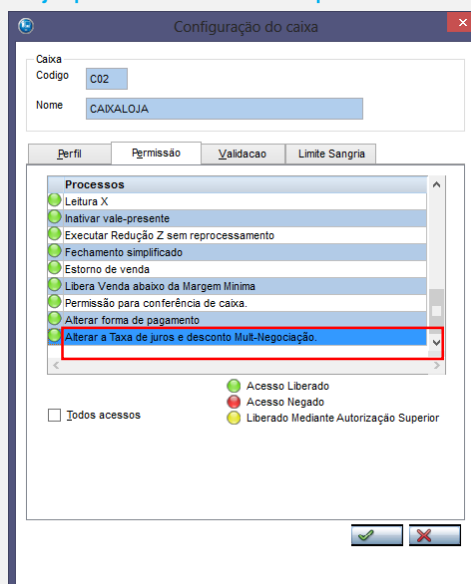 Configuração do caixa
Caixa
Codigo C02
Nome CAIXALOJA
Perfil Permissão Validacao Limite Sangria
Processos
Leitura X
Inativar vale-presente
Executar Redução Z sem reprocessamento
Fechamento simplificado
Estorno de venda
Libera Venda abaixo da Margem Minima
Permissão para conferência de caixa.
Alterar forma de pagamento
Alterar a Taxa de juros e desconto Mult-Negociação.
Acesso Liberado
Acesso Negado
Todos acessos
Liberado Mediante Autorização Superior